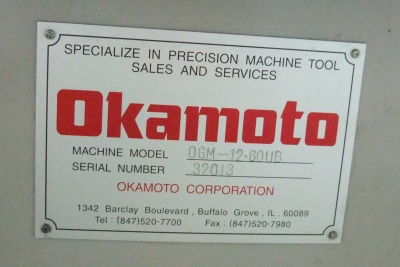 SPECIALIZE IN PRECISION MACHINE TOOL
SALES AND SERVICES
Okamoto
MACHINE MODEL OGM-12·60UB
SERIAL NUMBER 32013
OKAMOTO CORPORATION
1342 Barclay Boulevard, Buffalo Grove, IL. 60089
Tel: (847)520-7700 Fax: (847)520-7980